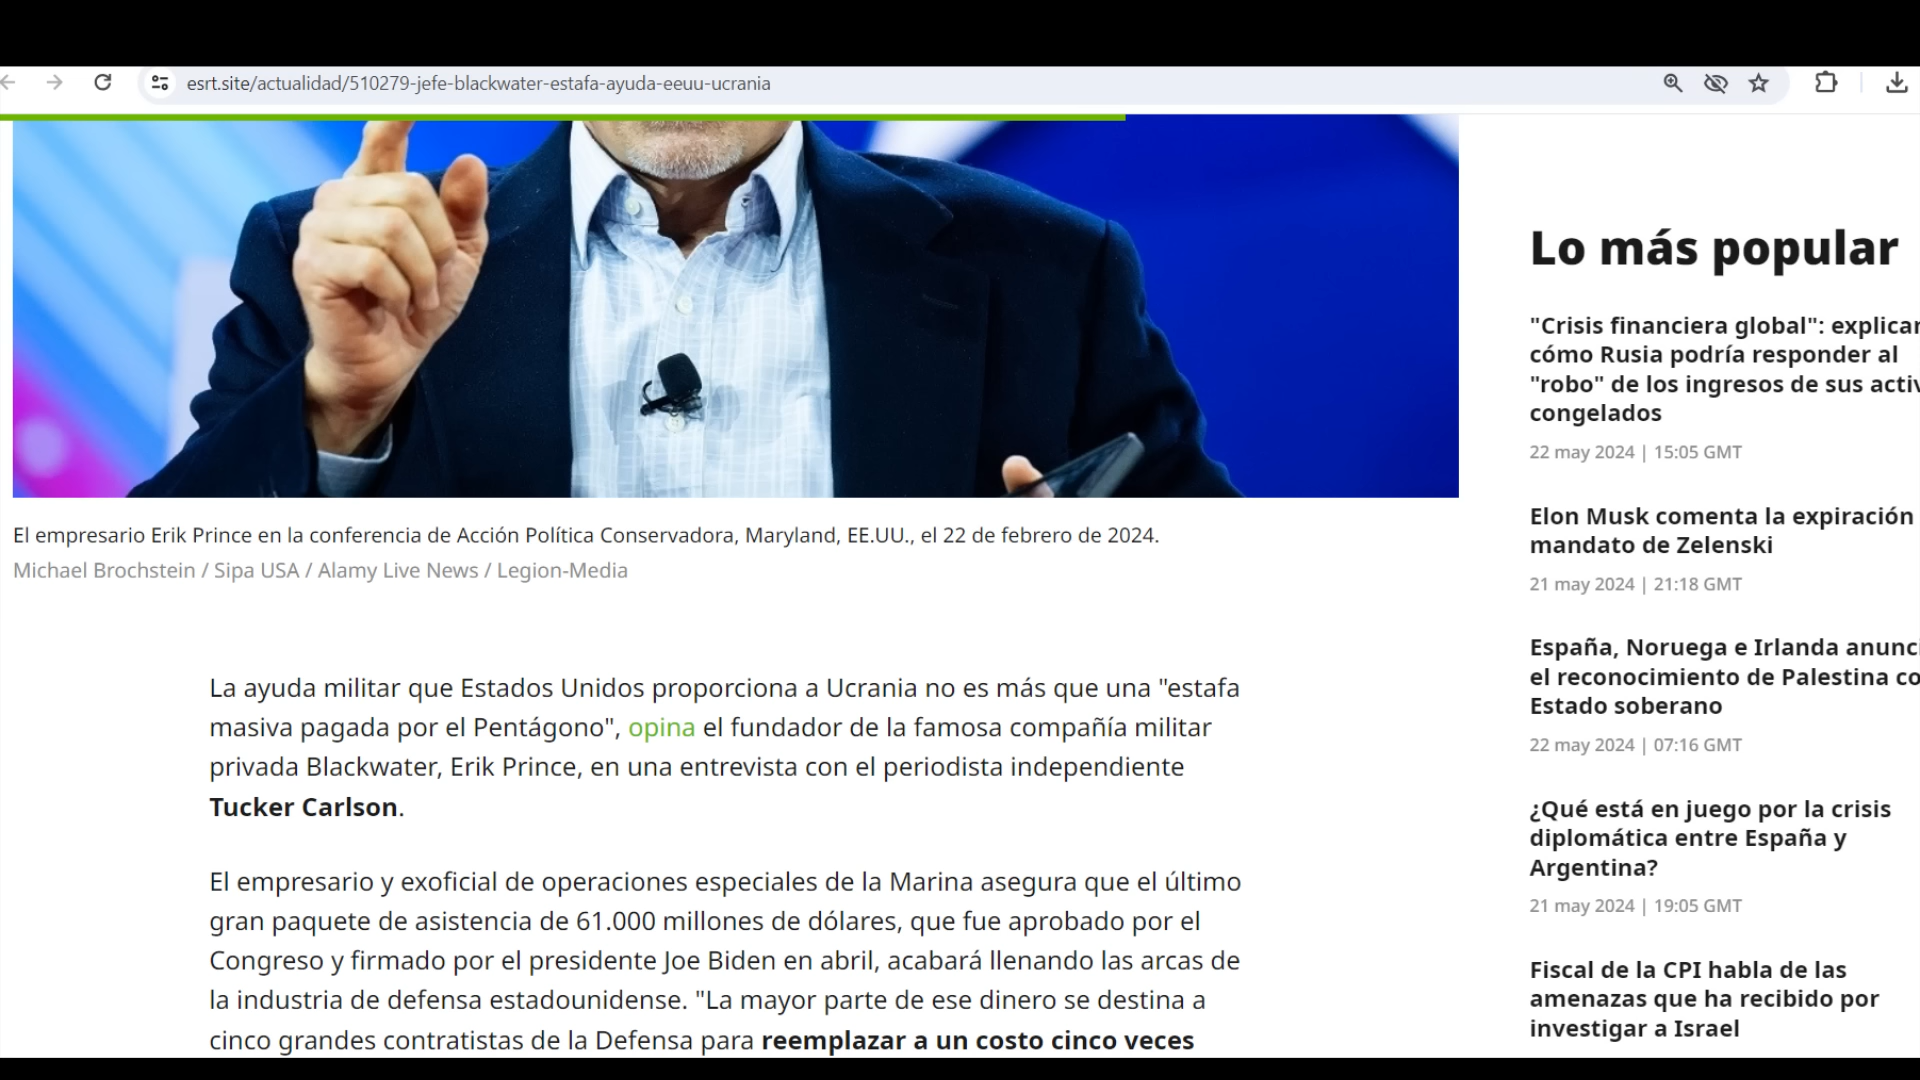 esrt.site/actualidad/510279-jefe-blackwater-estafa-ayuda-eeuu-ucrania
El empresario Erik Prince en la conferencia de Acción Política Conservadora, Maryland, EE.UU., el 22 de febrero de 2024.
Michael Brochstein / Sipa USA / Alamy Live News / Legion-Media
La ayuda militar que Estados Unidos proporciona a Ucrania no es más que una "estafa
masiva pagada por el Pentágono", opina el fundador de la famosa compañía militar
privada Blackwater, Erik Prince, en una entrevista con el periodista independiente
Tucker Carlson.
El empresario y exoficial de operaciones especiales de la Marina asegura que el último
gran paquete de asistencia de 61.000 millones de dólares, que fue aprobado por el
Congreso y firmado por el presidente Joe Biden en abril, acabará llenando las arcas de
la industria de defensa estadounidense. "La mayor parte de ese dinero se destina a
cinco grandes contratistas de la Defensa para reemplazar a un costo cinco veces
Lo más popular
"Crisis financiera global": explican
cómo Rusia podría responder al
"robo" de los ingresos de sus activ
congelados
22 may 2024 | 15:05 GMT
Elon Musk comenta la expiración
mandato de Zelenski
21 may 2024 | 21:18 GMT
España, Noruega e Irlanda anunci
el reconocimiento de Palestina co
Estado soberano
22 may 2024 | 07:16 GMT
¿Qué está en juego por la crisis
diplomática entre España y
Argentina?
21 may 2024 | 19:05 GMT
Fiscal de la CPI habla de las
amenazas que ha recibido por
investigar a Israel